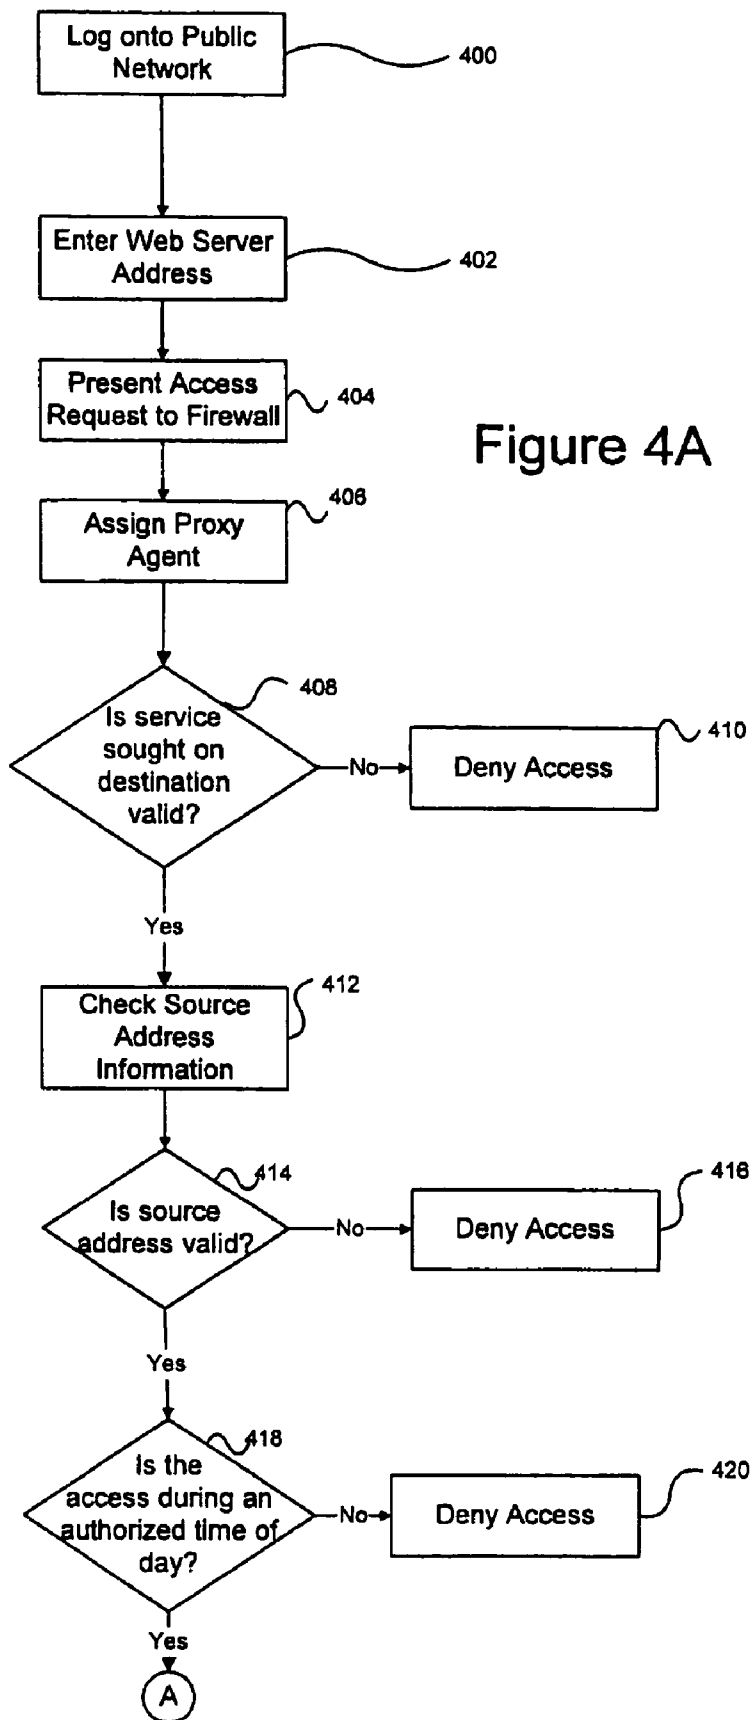 Log onto Public
Network
400
Enter Web Server
Address
402
Present Access
Request to Firewall
404
Figure 4A
406
Assign Proxy
Agent
408
Is service
sought on
destination
valid?
No
Deny Access
410
Yes
Check Source
Address
Information
412
414
Is source
address valid?
No
Deny Access
416
Yes
418
Is the
access during an
authorized time of
day?
No
Deny Access
420
Yes
A